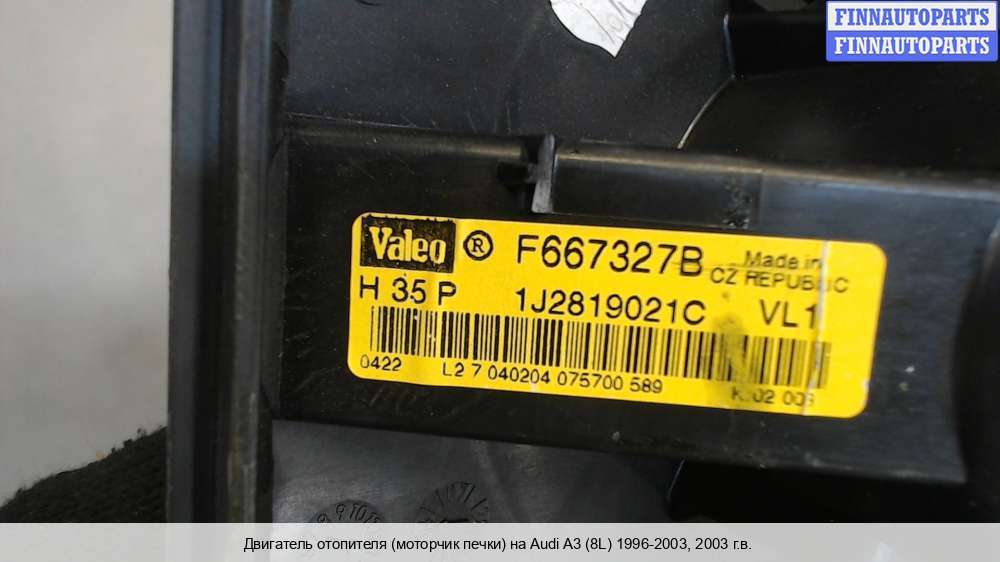 FINNAUTOPARTS
FINNAUTOPARTS
Valeo ® F667327B Made in
CZ REPUBLIC
H 35 P 1J2819021C VL1
0422 L2 7 040204 075700 589
Двигатель отопителя (моторчик печки) на Audi A3 (8L) 1996-2003, 2003 г.в.